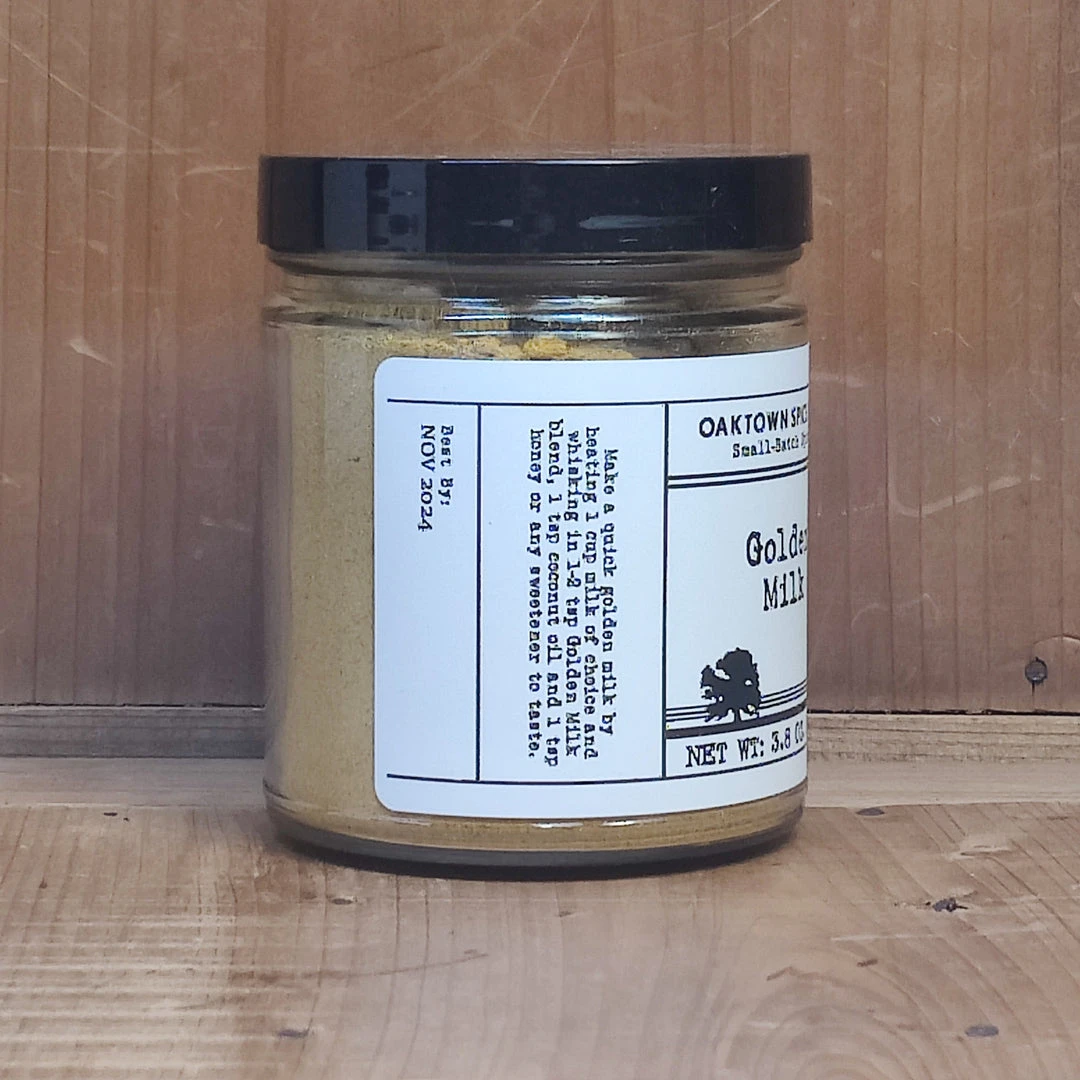 Best By:
NOV 2024
Make a quick golden milk by
heating 1 cup milk of choice and
whisking in 1-2 tsp Golden Milk
blend, 1 tsp coconut oil and 1 tsp
honey or any sweetener to taste.
OAKTOWN
Small-Batch
Golden
Milk
NET WT: 3.8